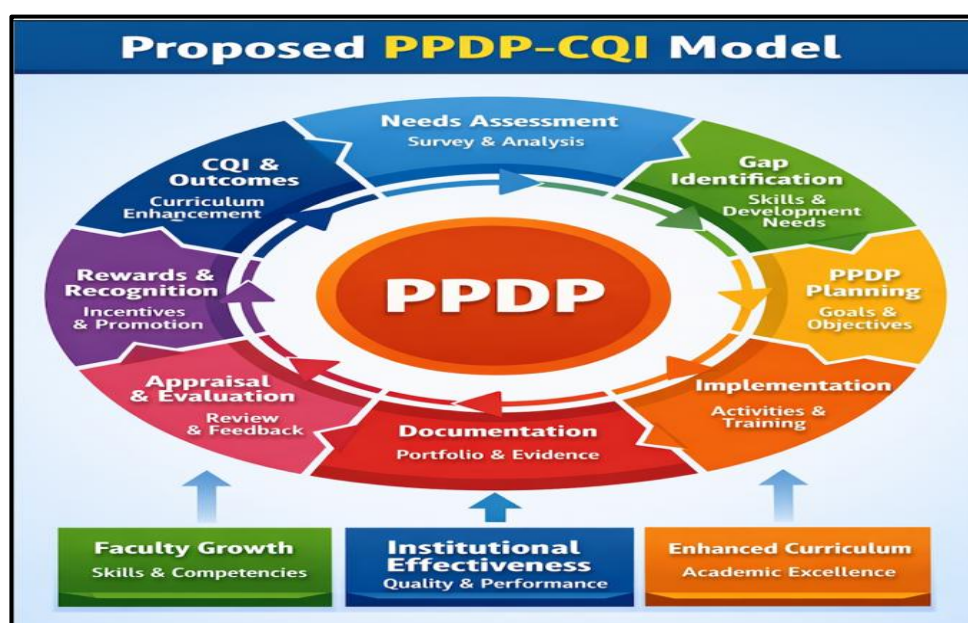 Proposed PPDP-CQI Model
Needs Assessment
Survey & Analysis
Gap
Identification
Skills &
Development
Needs
PPDP
Planning
Goals &
Objectives
Implementation
Activities &
Training
Documentation
Portfolio & Evidence
Appraisal
& Evaluation
Review
& Feedback
Rewards &
Recognition
Incentives
& Promotion
CQI &
Outcomes
Curriculum
Enhancement
PPDP
Faculty Growth
Skills & Competencies
Institutional
Effectiveness
Quality & Performance
Enhanced Curriculum
Academic Excellence